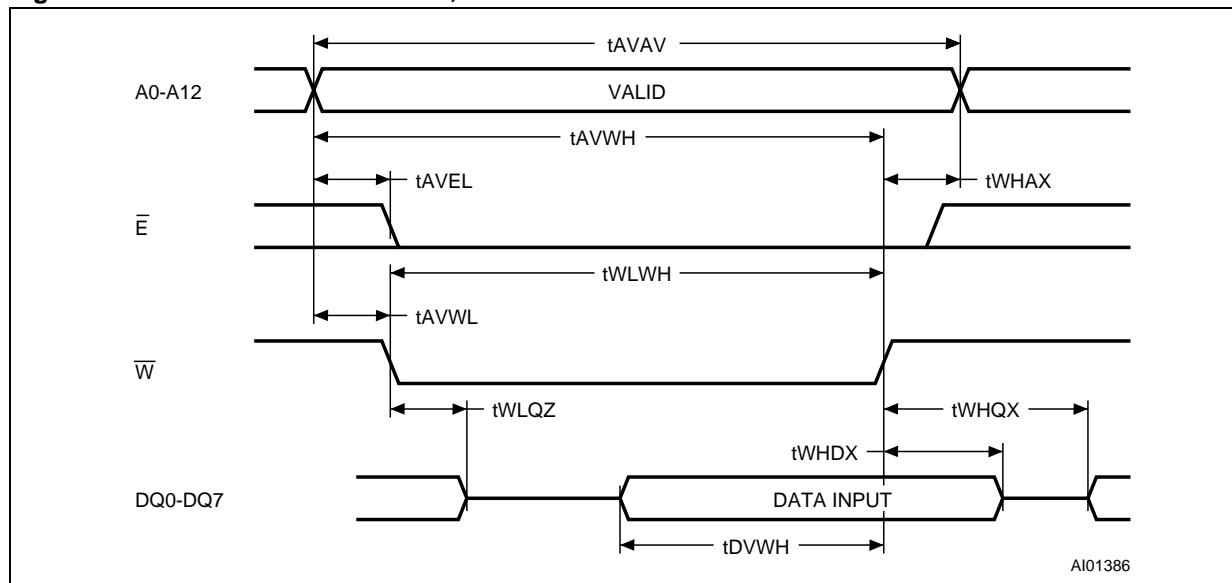 tAVAV
A0-A12
VALID
tAVWH
tAVEL
tWHAX
E̅
tWLWH
tAVWL
W̅
tWLQZ
tWHQX
tWHDX
DQ0-DQ7
DATA INPUT
tDVWH
AI01386